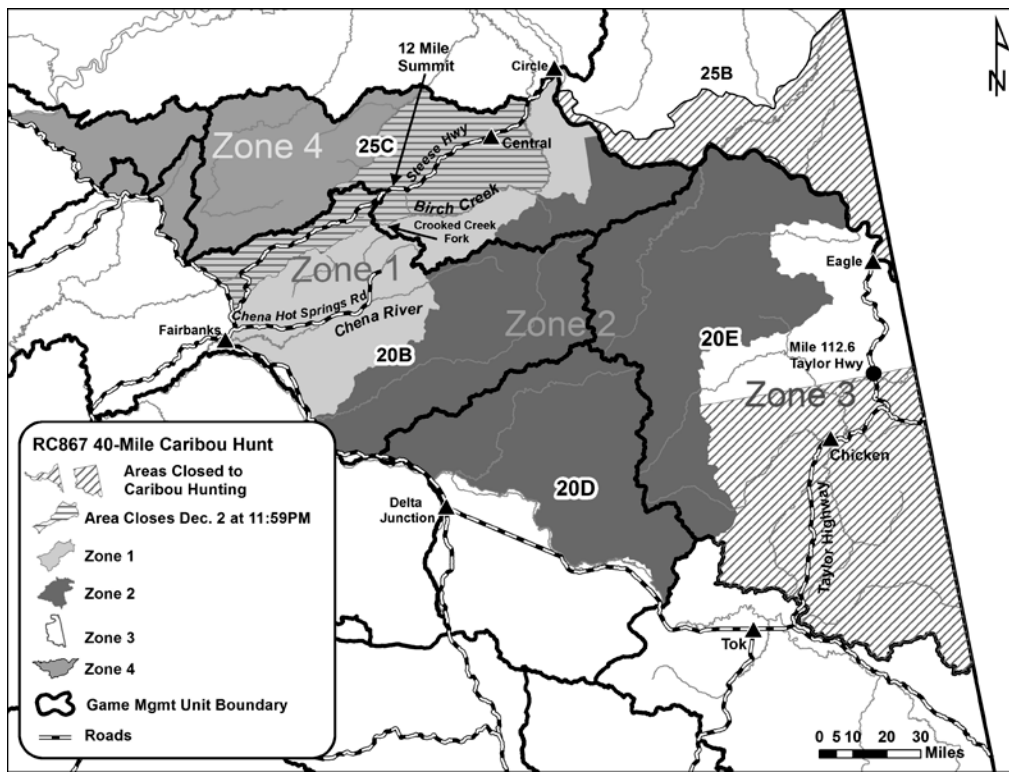 12 Mile
Summit
Circle
25B
N
Zone 4
25C
Steese Hwy
Central
Birch Creek
Crooked Creek
Fork
Zone 1
Eagle
Chena Hot Springs Rd
Chena River
Fairbanks
Zone 2
20E
20B
Mile 112.6
Taylor Hwy
Zone 3
Chicken
20D
Delta
Junction
Taylor Highway
Tok
RC867 40-Mile Caribou Hunt
Areas Closed to
Caribou Hunting
Area Closes Dec. 2 at 11:59PM
Zone 1
Zone 2
Zone 3
Zone 4
Game Mgmt Unit Boundary
Roads
0 5 10 20 30
Miles